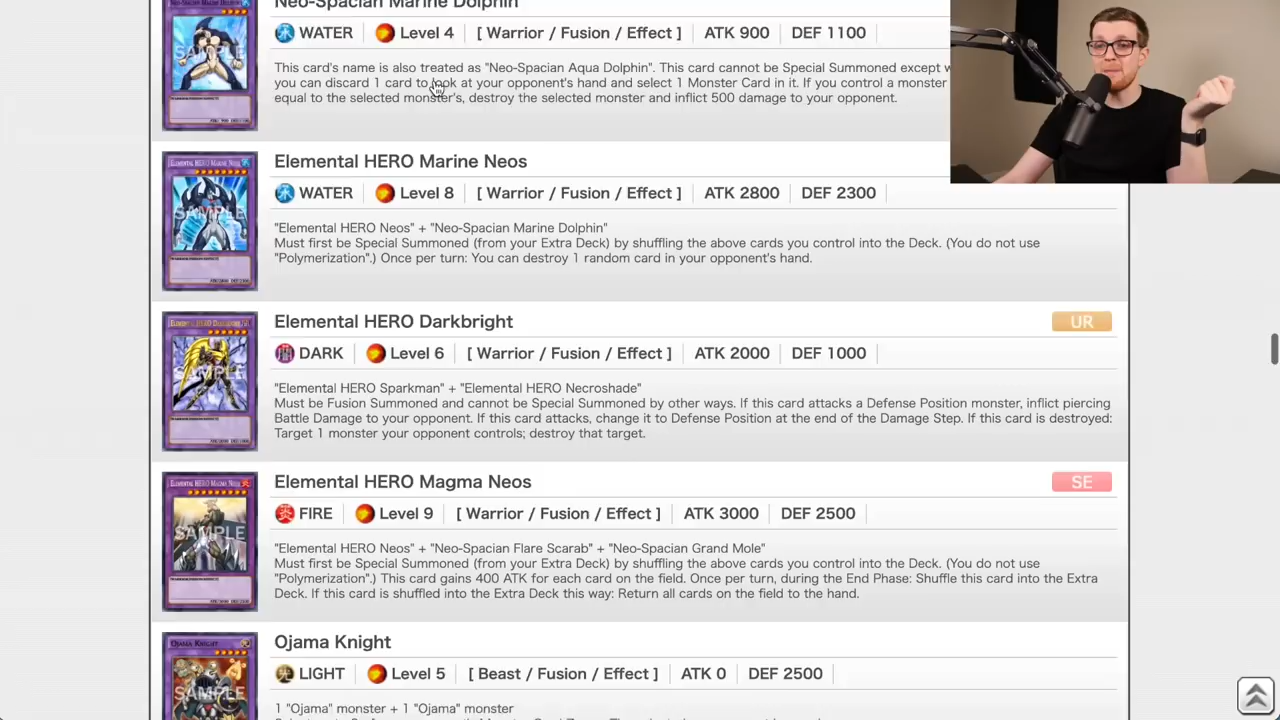 Neo-Spacian Marine Dolphin
WATER Level 4 [ Warrior / Fusion / Effect ] ATK 900 DEF 1100
This card's name is treated as "Neo-Spacian Aqua Dolphin". This card cannot be Special Summoned except w
you can discard 1 card to look at your opponent's hand, select 1 Monster Card in it. If you control a monster
equal to the selected monster, destroy the selected monster and inflict 500 damage to your opponent.
SAMPLE
ELEMENTAL HERO MARINE NEOS
SAMPLE
Elemental HERO Marine Neos
WATER Level 8 [ Warrior / Fusion / Effect ] ATK 2800 DEF 2300
"Elemental HERO Neos" + "Neo-Spacian Marine Dolphin"
Must first be Special Summoned (from your Extra Deck) by shuffling the above cards you control into the Deck. (You do not use
"Polymerization".) Once per turn: You can destroy 1 random card in your opponent's hand.
SAMPLE
Elemental HERO Da UR
DARK Level 6 [ Warrior / Fusion / Effect ] ATK 2000 DEF 1000
"Elemental HERO Sparkman" + "Elemental HERO Necroshade"
Must be Fusion Summoned and cannot be Special Summoned by other ways. If this card attacks a Defense Position monster, inflict piercing
Battle Damage to your opponent. If this card attacks, change it to Defense Position at the end of the Damage Step. If this card is destroyed:
Target 1 monster your opponent controls; destroy that target.
ELEMENTAL HERO MAGMA NEOS
SAMPLE
Elemental HERO Magma Neos SE
FIRE Level 9 [ Warrior / Fusion / Effect ] ATK 3000 DEF 2500
"Elemental HERO Neos" + "Neo-Spacian Flare Scarab" + "Neo-Spacian Grand Mole"
Must first be Special Summoned (from your Extra Deck) by shuffling the above cards you control into the Deck. (You do not use
"Polymerization".) This card gains 400 ATK for each card on the field. Once per turn, during the End Phase: Shuffle this card into the Extra
Deck. If this card is shuffled into the Extra Deck this way: Return all cards on the field to the hand.
OJAMA KNIGHT
SAMPLE
Ojama Knight
LIGHT Level 5 [ Beast / Fusion / Effect ] ATK 0 DEF 2500
1 "Ojama" monster + 1 "Ojama" monster